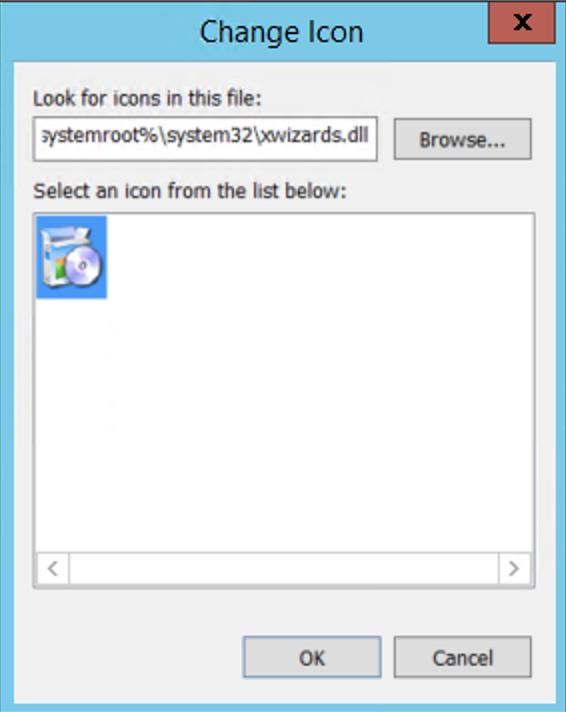 Change Icon
X
Look for icons in this file:
systemroot%\system32\xwizards.dll
Browse...
Select an icon from the list below:
OK
Cancel